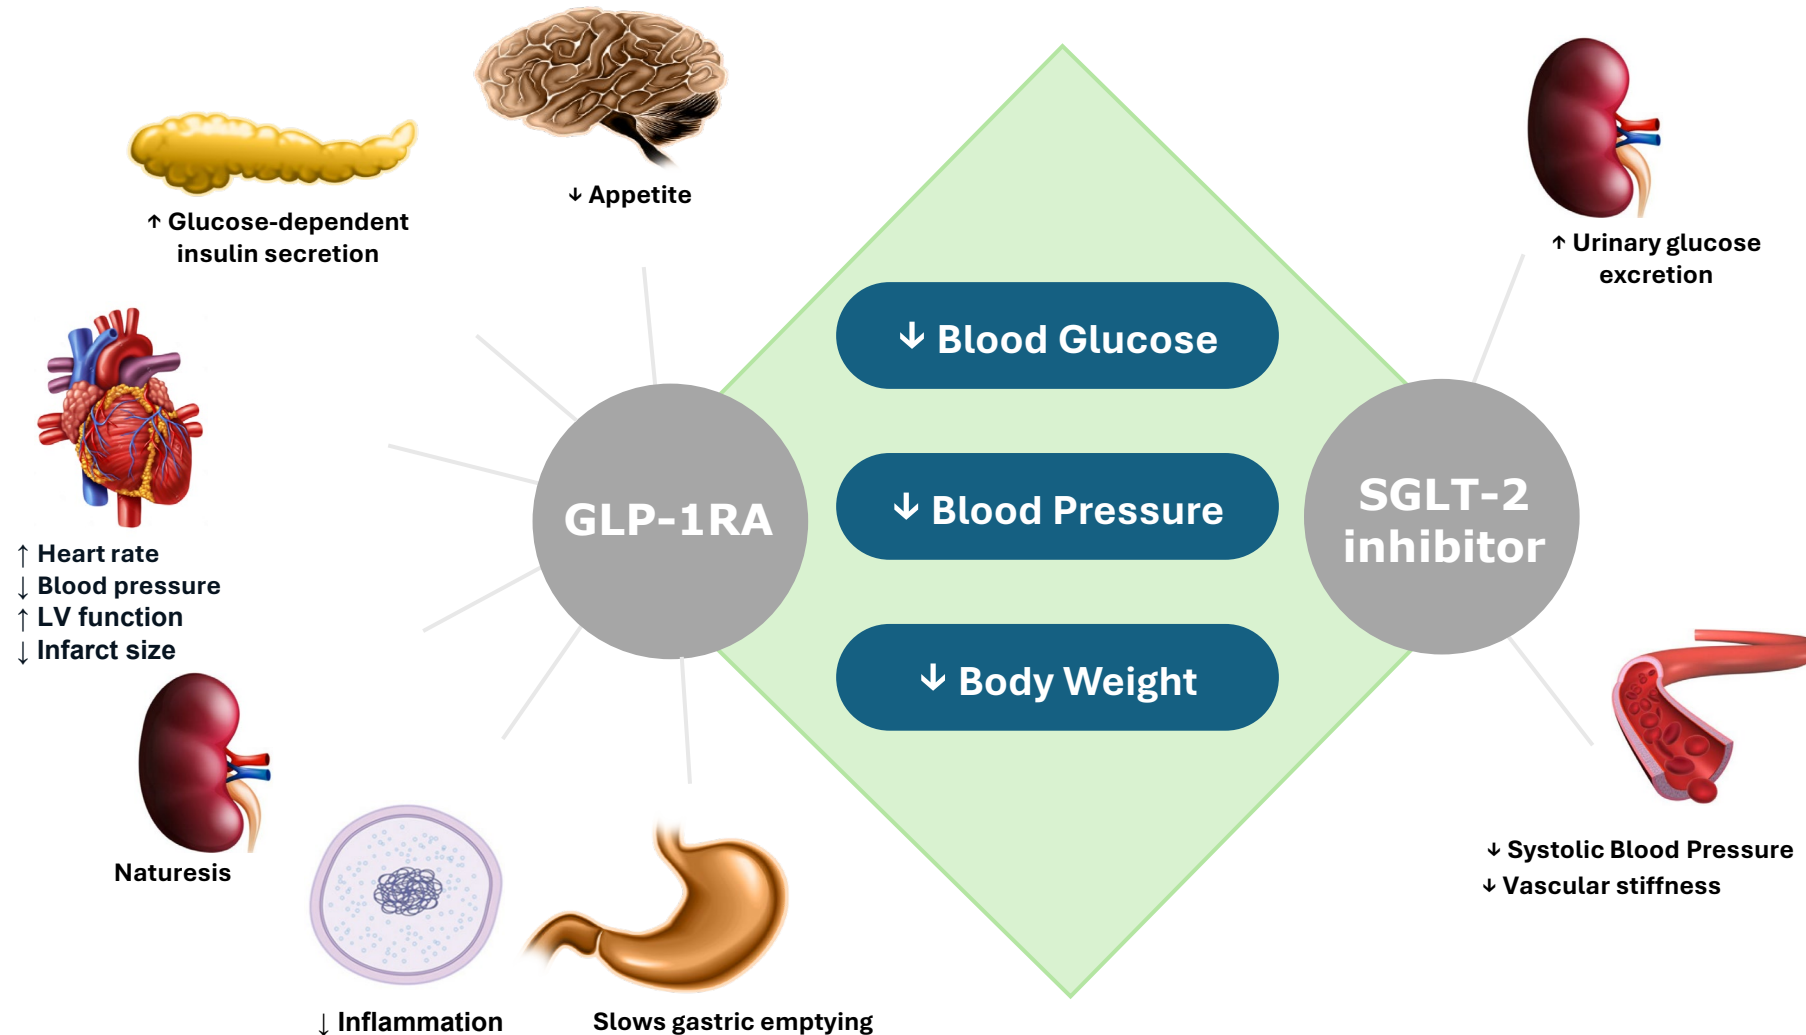 ↓ Appetite
↑ Glucose-dependent
insulin secretion
↑ Heart rate
↓ Blood pressure
↑ LV function
↓ Infarct size
Naturesis
↓ Inflammation
Slows gastric emptying
GLP-1RA
↓ Blood Glucose
↓ Blood Pressure
↓ Body Weight
SGLT-2
inhibitor
↑ Urinary glucose
excretion
↓ Systolic Blood Pressure
↓ Vascular stiffness